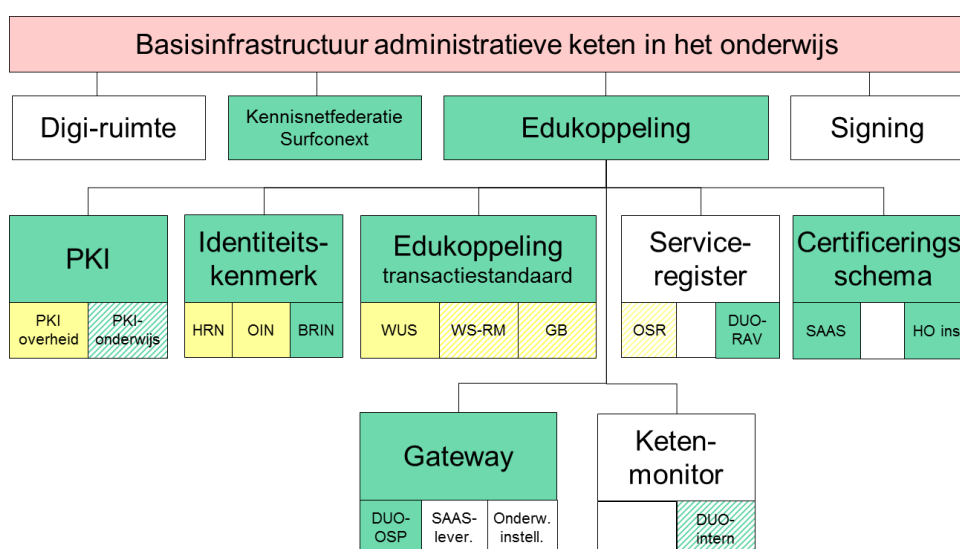 Basisinfrastructuur administratieve keten in het onderwijs
Digi-ruimte
Kennisnetfederatie
Surfconext
Edukoppeling
Signing
PKI
Identiteits-
kenmerk
Edukoppeling
transactiestandaard
Service-
register
Certificerings
schema
PKI
overheid
PKI-
onderwijs
HRN
OIN
BRIN
WUS
WS-RM
GB
OSR
DUO-
RAV
SAAS
HO ins
Gateway
Keten-
monitor
DUO-
OSP
SAAS-
lever.
Onderw.
instell.
DUO-
intern